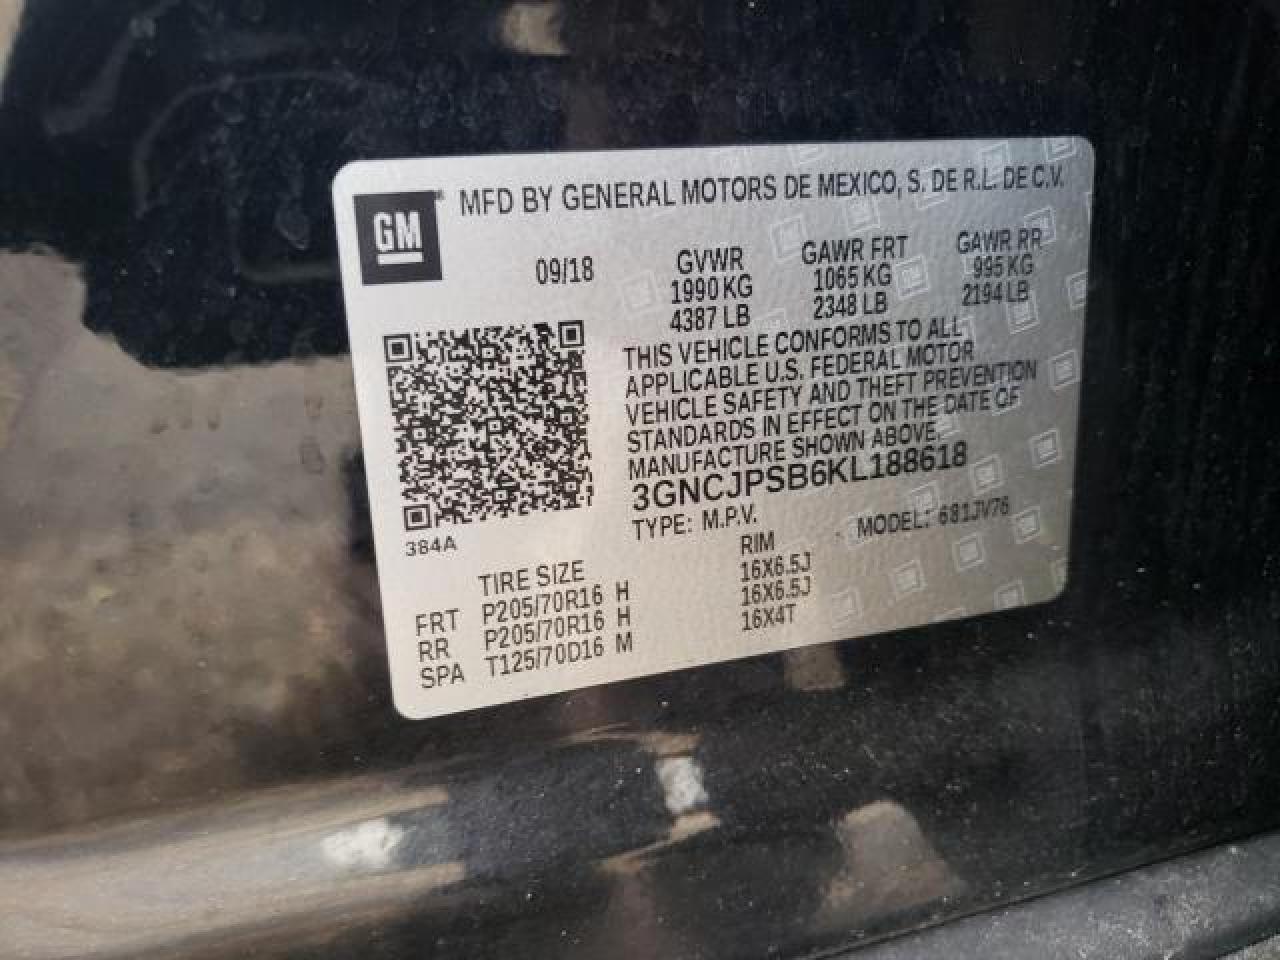 GM® MFD BY GENERAL MOTORS DE MEXICO, S. DE R.L. DE C.V.
09/18 GVWR GAWR FRT GAWR RR
1990 KG 1065 KG 995 KG
4387 LB 2348 LB 2194 LB
THIS VEHICLE CONFORMS TO ALL
APPLICABLE U.S. FEDERAL MOTOR
VEHICLE SAFETY AND THEFT PREVENTION
STANDARDS IN EFFECT ON THE DATE OF
MANUFACTURE SHOWN ABOVE.
3GNCJPSB6KL188618
TYPE: M.P.V. MODEL: 681JV76
384A
TIRE SIZE RIM
FRT P205/70R16 H 16X6.5J
RR P205/70R16 H 16X6.5J
SPA T125/70D16 M 16X4T